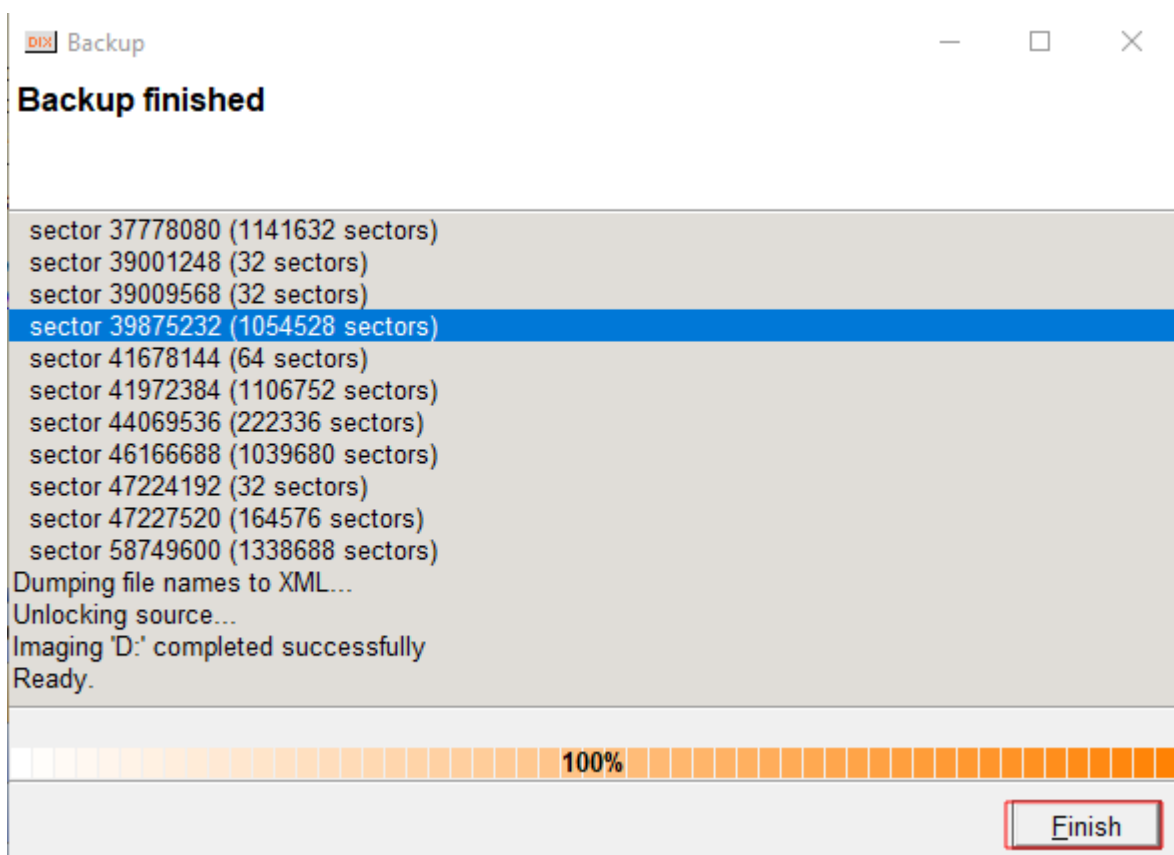 DIX Backup
Backup finished
sector 37778080 (1141632 sectors)
sector 39001248 (32 sectors)
sector 39009568 (32 sectors)
sector 39875232 (1054528 sectors)
sector 41678144 (64 sectors)
sector 41972384 (1106752 sectors)
sector 44069536 (222336 sectors)
sector 46166688 (1039680 sectors)
sector 47224192 (32 sectors)
sector 47227520 (164576 sectors)
sector 58749600 (1338688 sectors)
Dumping file names to XML...
Unlocking source...
Imaging 'D:' completed successfully
Ready.
100%
Finish